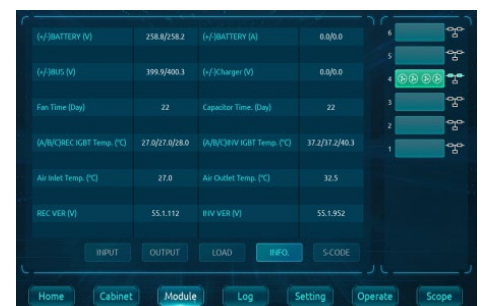 (+/-)BATTERY (V) 258.8/258.2 (+/-)BATTERY (A) 0.0/0.0
(+/-)BUS (V) 399.9/400.3 (+/-)Charger (V) 0.0/0.0
Fan Time (Day) 22 Capacitor Time. (Day) 22
(A/B/C)REC IGBT Temp. (℃) 27.0/27.0/28.0 (A/B/C)INV IGBT Temp. (℃) 37.2/37.2/40.3
Air Inlet Temp. (℃) 27.0 Air Outlet Temp. (℃) 32.5
REC VER (V) 55.1.112 INV VER (V) 55.1.952
INPUT OUTPUT LOAD INFO. S-CODE
6
5
4
3
2
1
Home Cabinet Module Log Setting Operate Scope